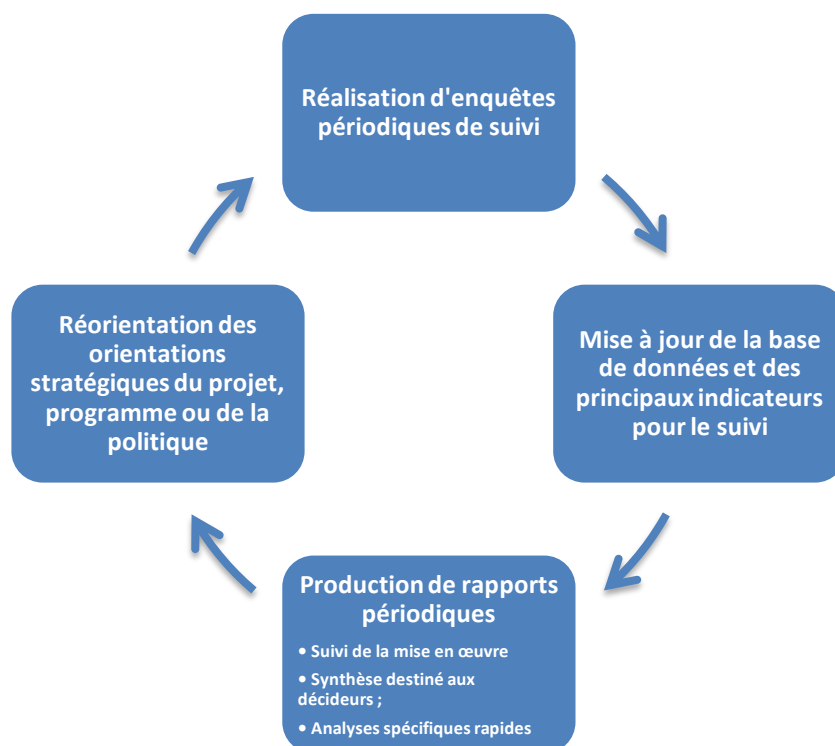 Réalisation d'enquêtes
périodiques de suivi
Mise à jour de la base
de données et des
principaux indicateurs
pour le suivi
Production de rapports
périodiques
• Suivi de la mise en œuvre
• Synthèse destiné aux
décideurs ;
• Analyses spécifiques rapides
Réorientation des
orientations
stratégiques du projet,
programme ou de la
politique